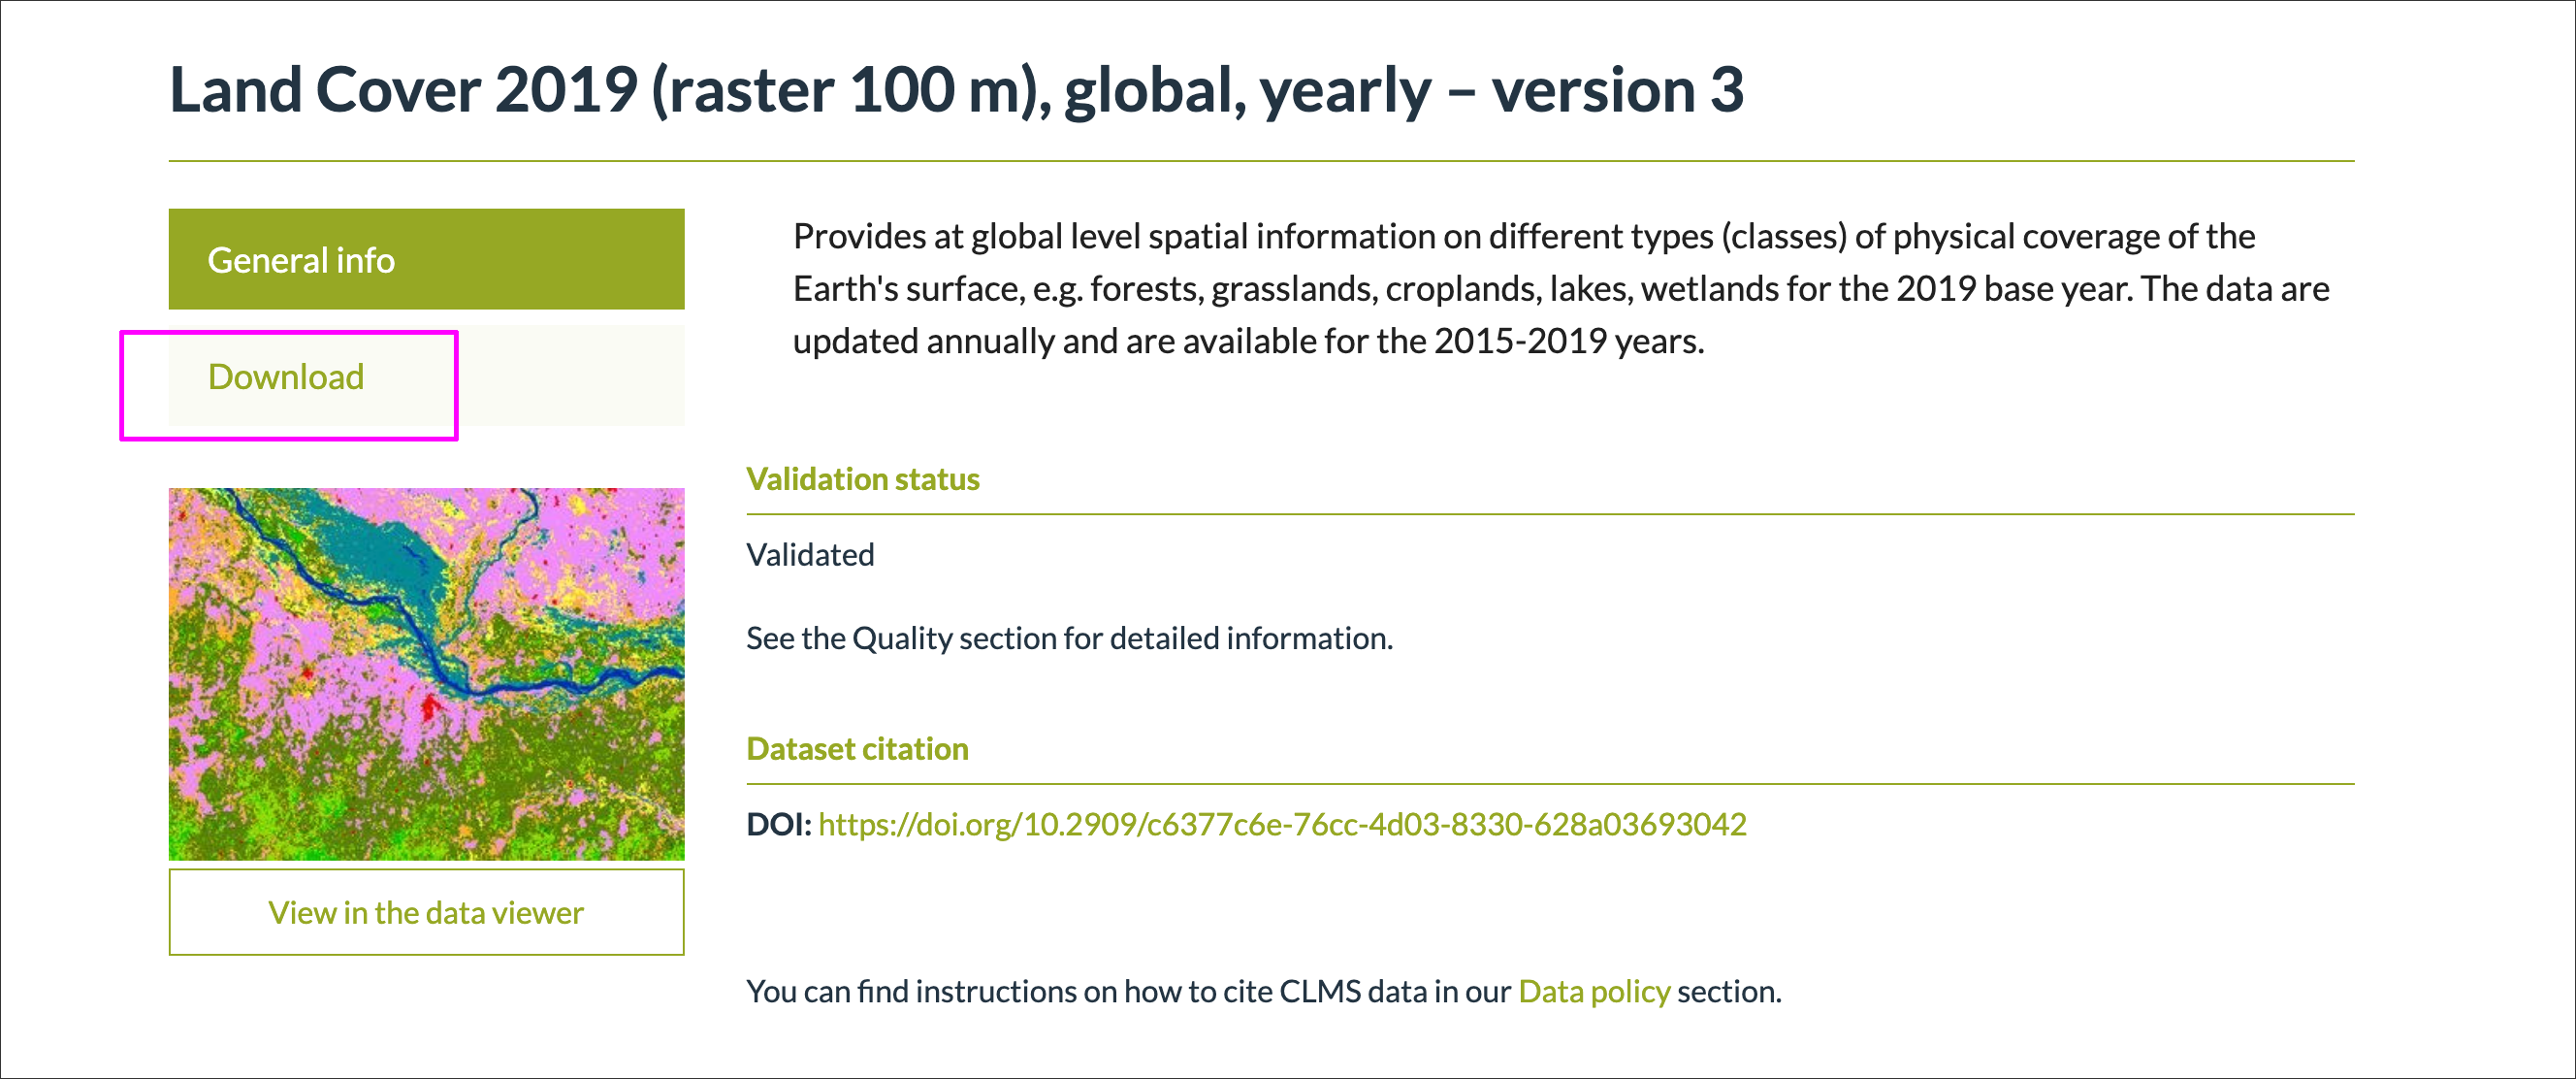 Land Cover 2019 (raster 100 m), global, yearly – version 3
General info
Download
View in the data viewer
Provides at global level spatial information on different types (classes) of physical coverage of the
Earth's surface, e.g. forests, grasslands, croplands, lakes, wetlands for the 2019 base year. The data are
updated annually and are available for the 2015-2019 years.
Validation status
Validated
See the Quality section for detailed information.
Dataset citation
DOI: https://doi.org/10.2909/c6377c6e-76cc-4d03-8330-628a03693042
You can find instructions on how to cite CLMS data in our Data policy section.